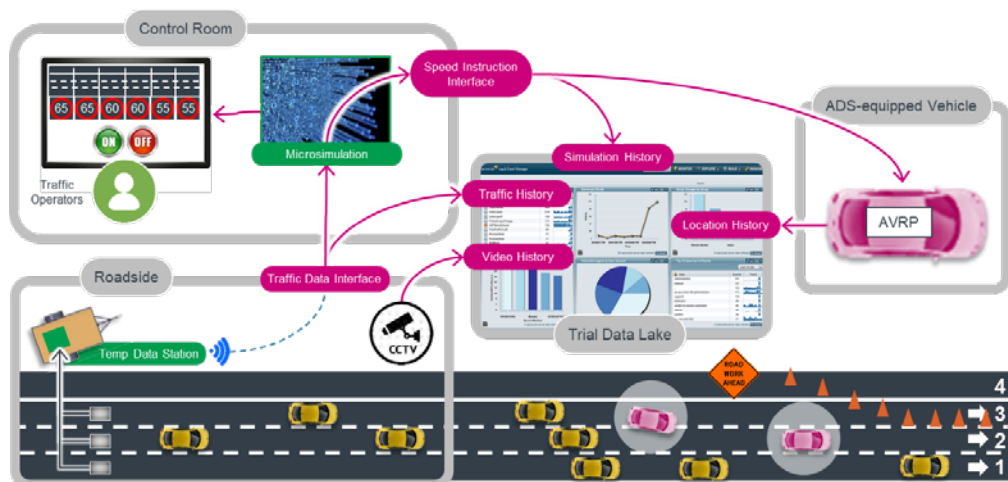 Control Room
65 65 60 60 55 55
ON OFF
Traffic
Operators
Microsimulation
Speed Instruction
Interface
ADS-equipped Vehicle
Simulation History
Traffic History
Location History
AVRP
Video History
Roadside
Traffic Data Interface
Trial Data Lake
CCTV
Temp Data Station
ROAD
WORK
AHEAD
4
3
2
1